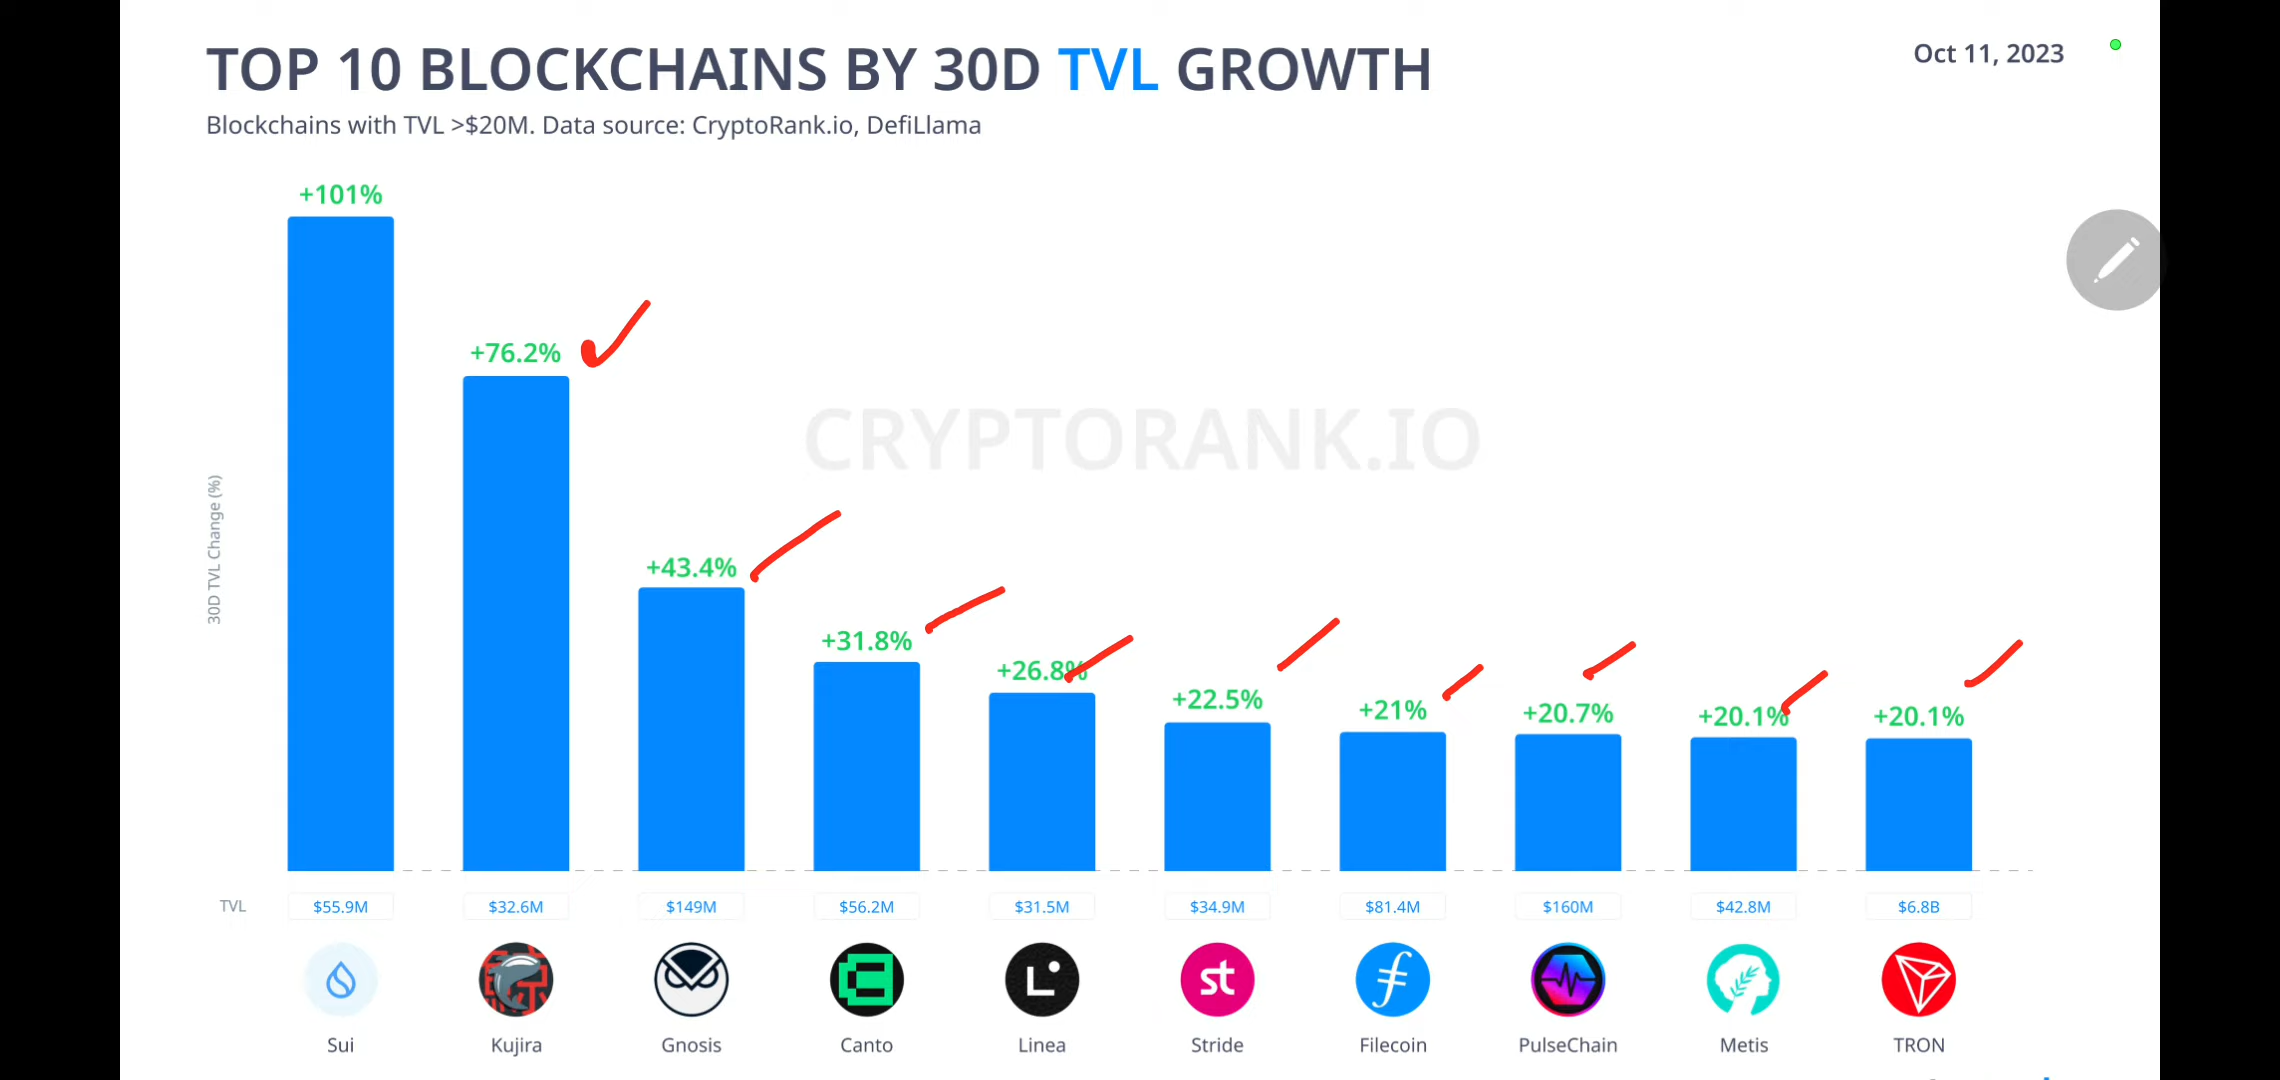 TOP 10 BLOCKCHAINS BY 30D TVL GROWTH
Oct 11, 2023
Blockchains with TVL >$20M. Data source: CryptoRank.io, DefiLlama
+101%
+76.2%
+43.4%
+31.8%
+26.8%
+22.5%
+21%
+20.7%
+20.1%
+20.1%
CRYPTORANK.IO
30D TVL Change (%)
TVL $55.9M $32.6M $149M $56.2M $31.5M $34.9M $81.4M $160M $42.8M $6.8B
L st
Sui Kujira Gnosis Canto Linea Stride Filecoin PulseChain Metis TRON